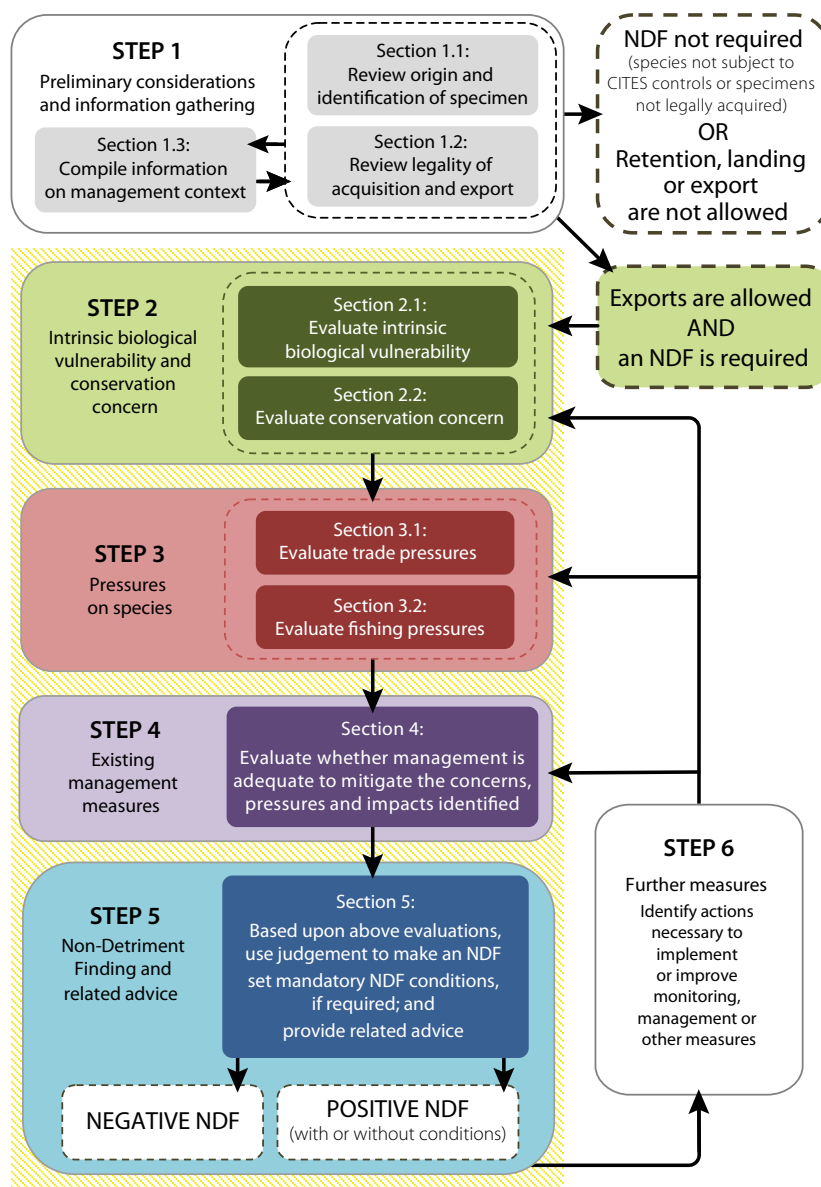 STEP 1
Preliminary considerations
and information gathering
Section 1.1:
Review origin and
identification of specimen
Section 1.2:
Review legality of
acquisition and export
Section 1.3:
Compile information
on management context
NDF not required
(species not subject to
CITES controls or specimens
not legally acquired)
OR
Retention, landing
or export
are not allowed
Exports are allowed
AND
an NDF is required
STEP 2
Intrinsic biological
vulnerability and
conservation
concern
Section 2.1:
Evaluate intrinsic
biological vulnerability
Section 2.2:
Evaluate conservation concern
STEP 3
Pressures
on species
Section 3.1:
Evaluate trade pressures
Section 3.2:
Evaluate fishing pressures
STEP 4
Existing
management
measures
Section 4:
Evaluate whether management is
adequate to mitigate the concerns,
pressures and impacts identified
STEP 5
Non-Detriment
Finding and
related advice
Section 5:
Based upon above evaluations,
use judgement to make an NDF
set mandatory NDF conditions,
if required; and
provide related advice
NEGATIVE NDF
POSITIVE NDF
(with or without conditions)
STEP 6
Further measures
Identify actions
necessary to
implement
or improve
monitoring,
management or
other measures